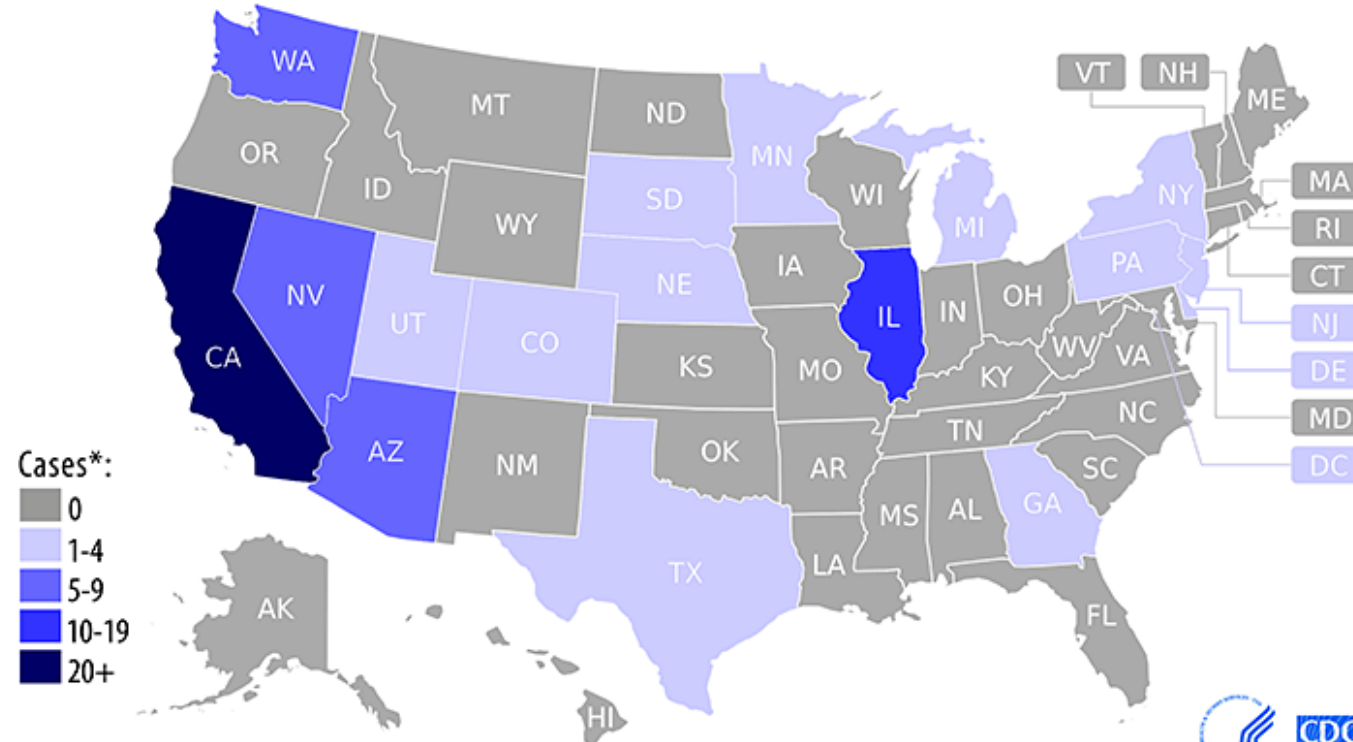 WA
MT
ND
VT
NH
ME
OR
ID
MN
WI
SD
WY
NY
MA
MI
RI
IA
PA
CT
NE
NV
IL
IN
OH
NJ
UT
CO
CA
WV
VA
DE
KS
MO
KY
NC
MD
AZ
OK
TN
NM
AR
SC
DC
Cases*:
0
1-4
5-9
10-19
20+
MS
AL
GA
TX
LA
AK
FL
HI
CDC